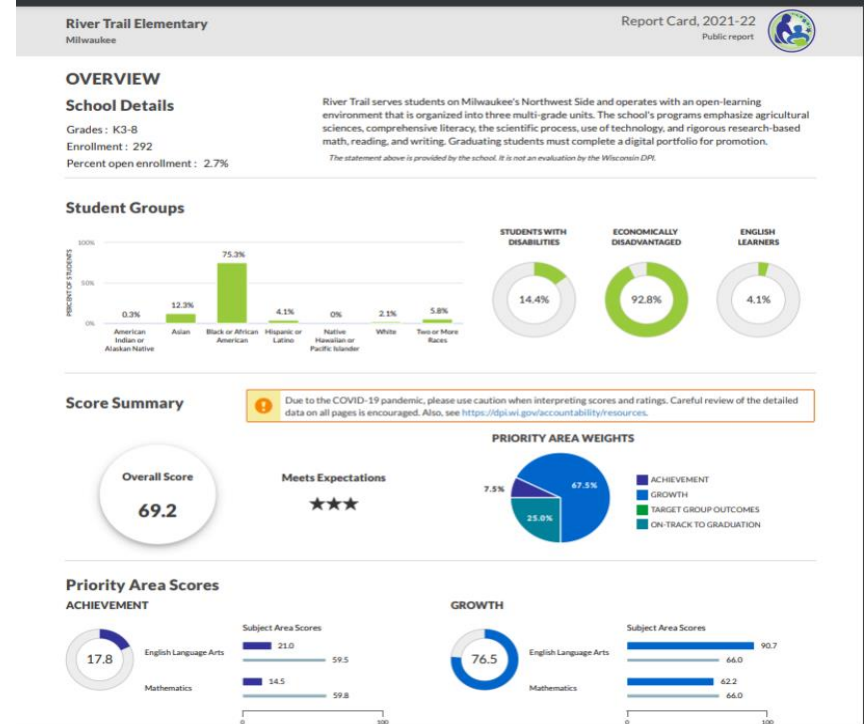 River Trail Elementary
Milwaukee
Report Card, 2021-22
Public report
OVERVIEW
School Details
Grades : K3-8
Enrollment : 292
Percent open enrollment : 2.7%
River Trail serves students on Milwaukee's Northwest Side and operates with an open-learning
environment that is organized into three multi-grade units. The school's programs emphasize agricultural
sciences, comprehensive literacy, the scientific process, use of technology, and rigorous research-based
math, reading, and writing. Graduating students must complete a digital portfolio for promotion.
The statement above is provided by the school. It is not an evaluation by the Wisconsin DPI.
Student Groups
PERCENT OF STUDENTS
100%
50%
0%
0.3%
12.3%
75.3%
4.1%
0%
2.1%
5.8%
American
Indian or
Alaskan Native
Asian
Black or African
American
Hispanic or
Latino
Native
Hawaiian or
Pacific Islander
White
Two or More
Races
STUDENTS WITH
DISABILITIES
14.4%
ECONOMICALLY
DISADVANTAGED
92.8%
ENGLISH
LEARNERS
4.1%
Score Summary
Due to the COVID-19 pandemic, please use caution when interpreting scores and ratings. Careful review of the detailed
data on all pages is encouraged. Also, see https://dpi.wi.gov/accountability/resources.
Overall Score
69.2
Meets Expectations
★★★
PRIORITY AREA WEIGHTS
7.5%
67.5%
25.0%
ACHIEVEMENT
GROWTH
TARGET GROUP OUTCOMES
ON-TRACK TO GRADUATION
Priority Area Scores
ACHIEVEMENT
17.8
Subject Area Scores
English Language Arts
21.0
59.5
Mathematics
14.5
59.8
0
100
GROWTH
76.5
Subject Area Scores
English Language Arts
90.7
66.0
Mathematics
62.2
66.0
0
100